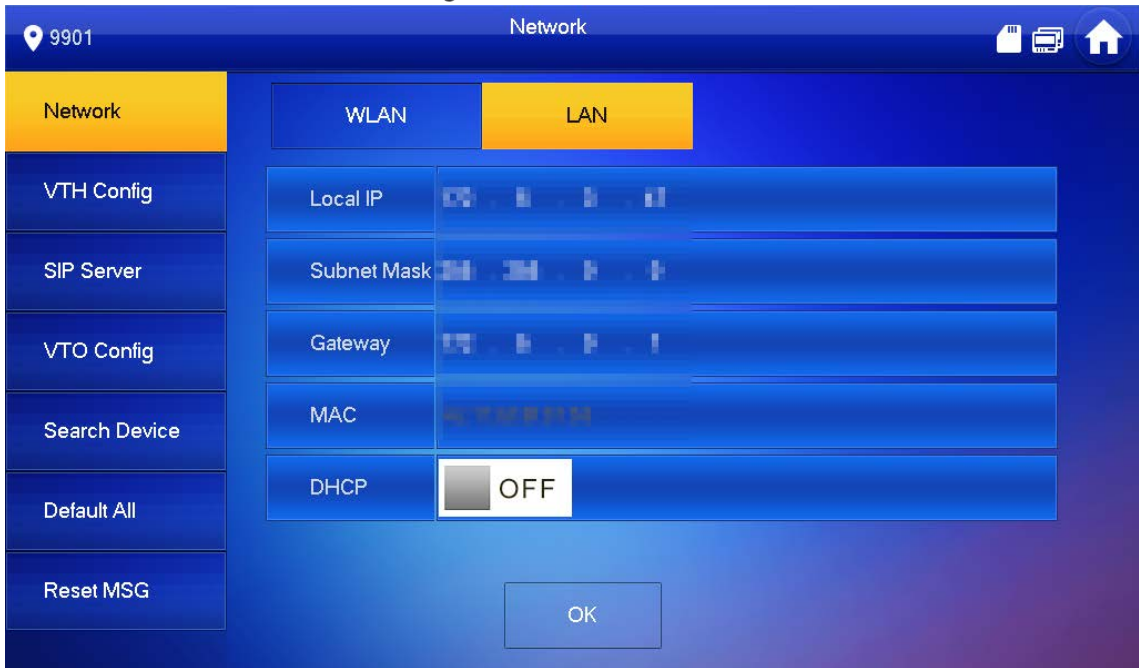 Network
9901
Network
WLAN
LAN
VTH Config
Local IP
SIP Server
Subnet Mask
VTO Config
Gateway
Search Device
MAC
Default All
DHCP
OFF
Reset MSG
OK